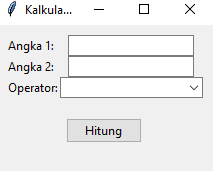 Kalkula...
Angka 1:
Angka 2:
Operator:
Hitung